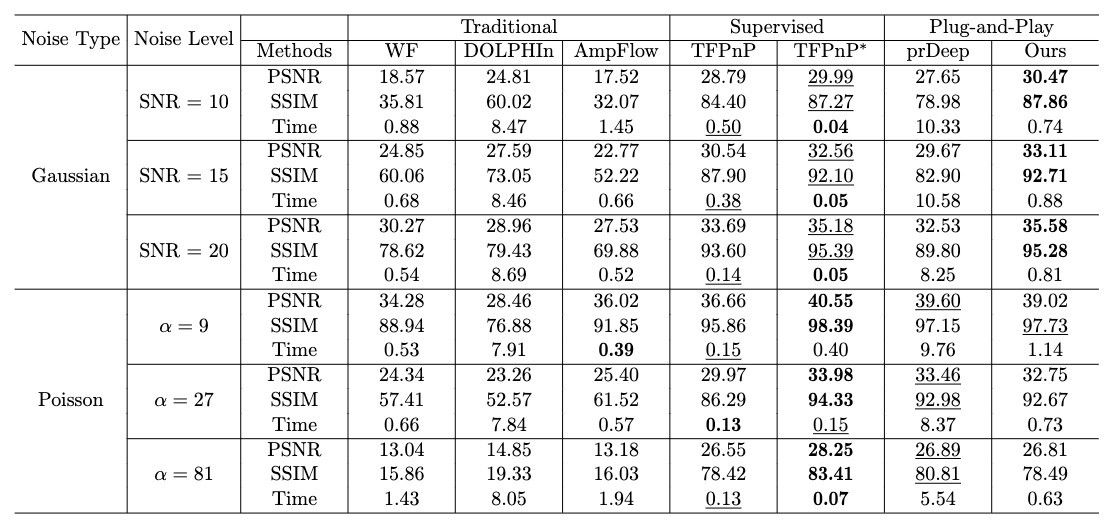 Noise Type Noise Level Traditional Supervised Plug-and-Play
Methods WF DOLPHIn AmpFlow TFPnP TFPnP* prDeep Ours
PSNR 18.57 24.81 17.52 28.79 29.99 27.65 30.47
SNR = 10 SSIM 35.81 60.02 32.07 84.40 87.27 78.98 87.86
Time 0.88 8.47 1.45 0.50 0.04 10.33 0.74
PSNR 24.85 27.59 22.77 30.54 32.56 29.67 33.11
Gaussian SNR = 15 SSIM 60.06 73.05 52.22 87.90 92.10 82.90 92.71
Time 0.68 8.46 0.66 0.38 0.05 10.58 0.88
PSNR 30.27 28.96 27.53 33.69 35.18 32.53 35.58
SNR = 20 SSIM 78.62 79.43 69.88 93.60 95.39 89.80 95.28
Time 0.54 8.69 0.52 0.14 0.05 8.25 0.81
PSNR 34.28 28.46 36.02 36.66 40.55 39.60 39.02
α = 9 SSIM 88.94 76.88 91.85 95.86 98.39 97.15 97.73
Time 0.53 7.91 0.39 0.15 0.40 9.76 1.14
PSNR 24.34 23.26 25.40 29.97 33.98 33.46 32.75
Poisson α = 27 SSIM 57.41 52.57 61.52 86.29 94.33 92.98 92.67
Time 0.66 7.84 0.57 0.13 0.15 8.37 0.73
PSNR 13.04 14.85 13.18 26.55 28.25 26.89 26.81
α = 81 SSIM 15.86 19.33 16.03 78.42 83.41 80.81 78.49
Time 1.43 8.05 1.94 0.13 0.07 5.54 0.63